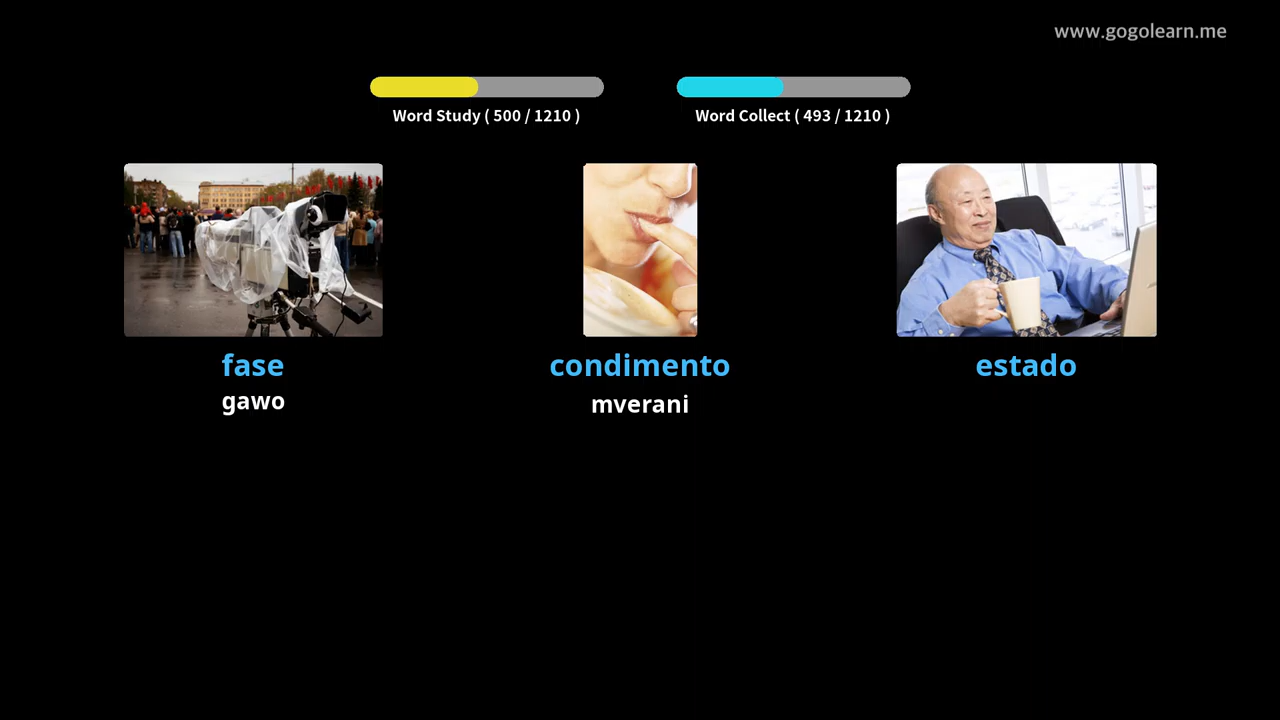 www.gogolearn.me
Word Study ( 500 / 1210 )
Word Collect ( 493 / 1210 )
fase
gawo
condimento
mverani
estado